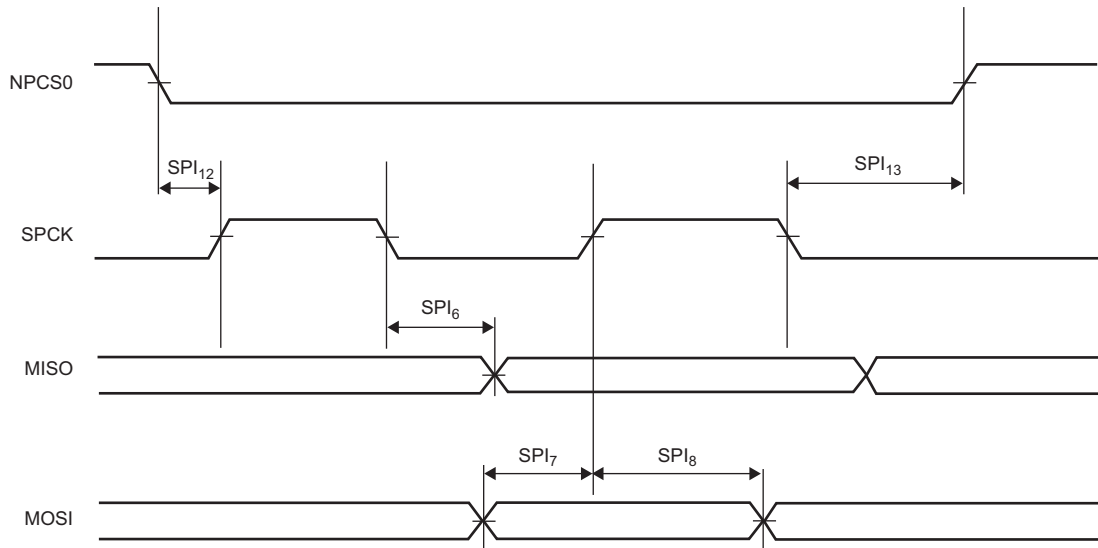 NPCS0
SPI₁₂
SPI₁₃
SPCK
SPI₆
MISO
SPI₇
SPI₈
MOSI